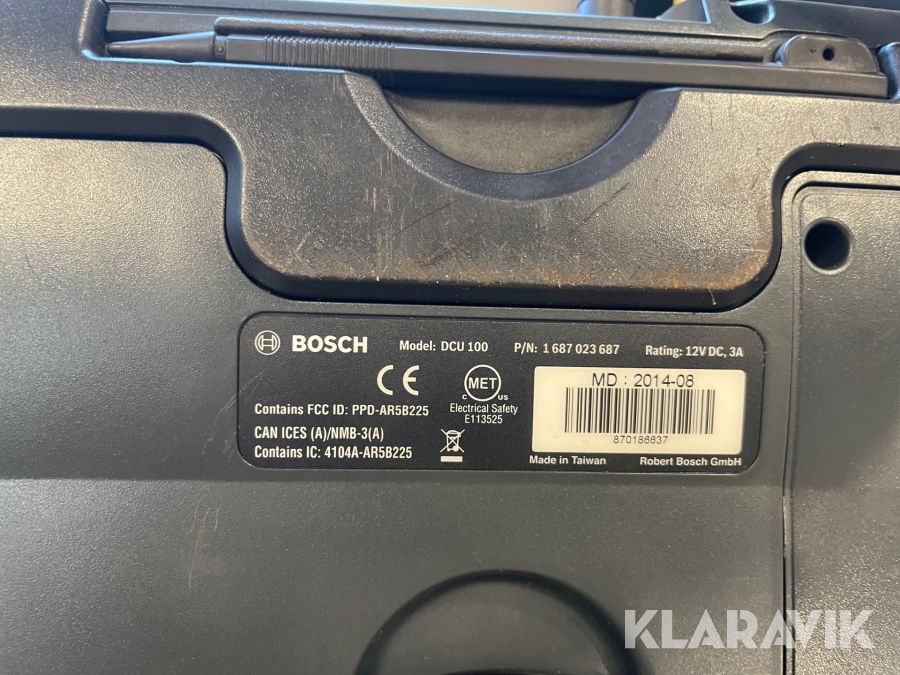 BOSCH Model: DCU 100 P/N: 1 687 023 687 Rating: 12V DC, 3A
CE
MET
C US
Electrical Safety
E113525
Contains FCC ID: PPD-AR5B225
CAN ICES (A)/NMB-3(A)
Contains IC: 4104A-AR5B225
MD : 2014-08
870186637
Made in Taiwan Robert Bosch GmbH
KLARAVIK